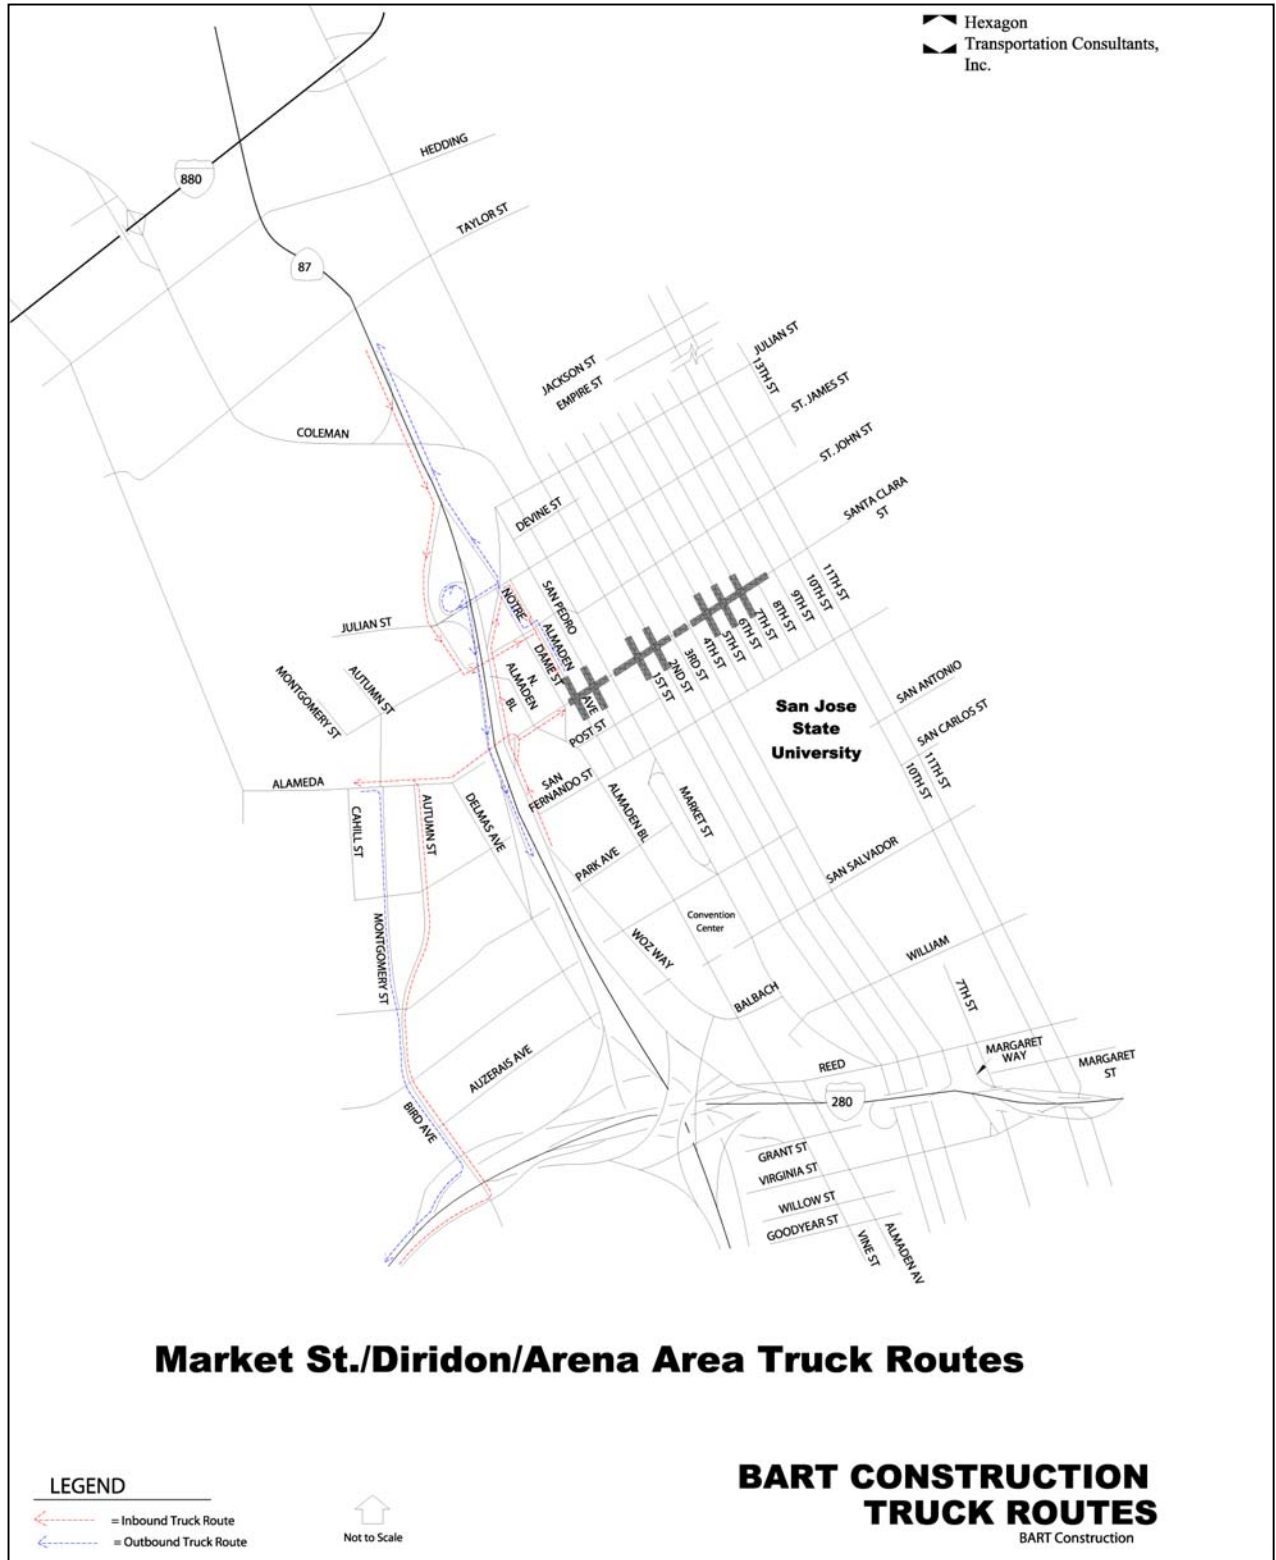 Hexagon
Transportation Consultants,
Inc.
HEDDING
880
TAYLOR ST
87
JULIAN ST
13TH ST
JACKSON ST
EMPIRE ST
ST. JAMES ST
COLEMAN
ST. JOHN ST
SANTA CLARA
ST
DEVINE ST
11TH ST
10TH ST
9TH ST
8TH ST
7TH ST
6TH ST
5TH ST
4TH ST
3RD ST
2ND ST
1ST ST
SAN PEDRO
NOTRE
DAME ST
ALMADEN
AVE
JULIAN ST
N.
ALMADEN
BL
MONTGOMERY ST
AUTUMN ST
POST ST
San Jose
State
University
SAN ANTONIO
SAN CARLOS ST
11TH ST
10TH ST
ALAMEDA
SAN
FERNANDO ST
CAHILL ST
AUTUMN ST
DELMAS AVE
ALMADEN BL
MARKET ST
PARK AVE
SAN SALVADOR
Convention
Center
MONTGOMERY ST
WOZ WAY
WILLIAM
BALBACH
7TH ST
MARGARET
WAY
MARGARET
ST
REED
AUZERAIS AVE
280
BIRD AVE
GRANT ST
VIRGINIA ST
WILLOW ST
GOODYEAR ST
VINE ST
ALMADEN AV
Market St./Diridon/Arena Area Truck Routes
LEGEND
= Inbound Truck Route
= Outbound Truck Route
Not to Scale
BART CONSTRUCTION
TRUCK ROUTES
BART Construction